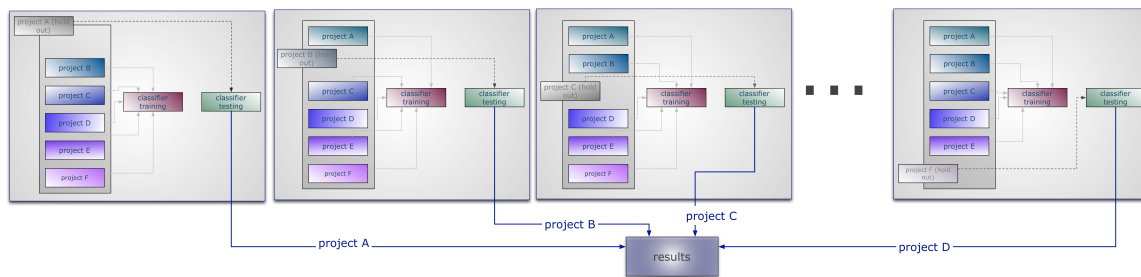 project A (hold
out)
project B
project C
project D
project E
project F
classifier
training
classifier
testing
project A
project B (hold
out)
project C
project D
project E
project F
classifier
training
classifier
testing
project A
project B
project C (hold
out)
project D
project E
project F
classifier
training
classifier
testing
project A
project B
project C
project D
project E
project F (hold
out)
classifier
training
classifier
testing
project A
project B
project C
project D
results